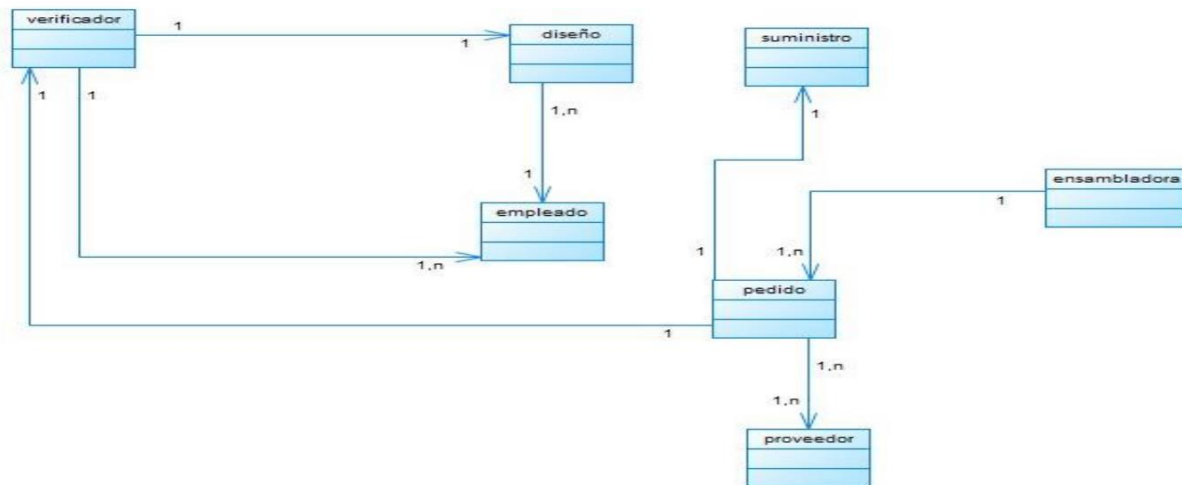 verificador
1
1
diseño
suministro
1
1
1,n
1
1
ensambladora
1
empleado
1,n
1
1,n
pedido
1
1,n
1,n
proveedor